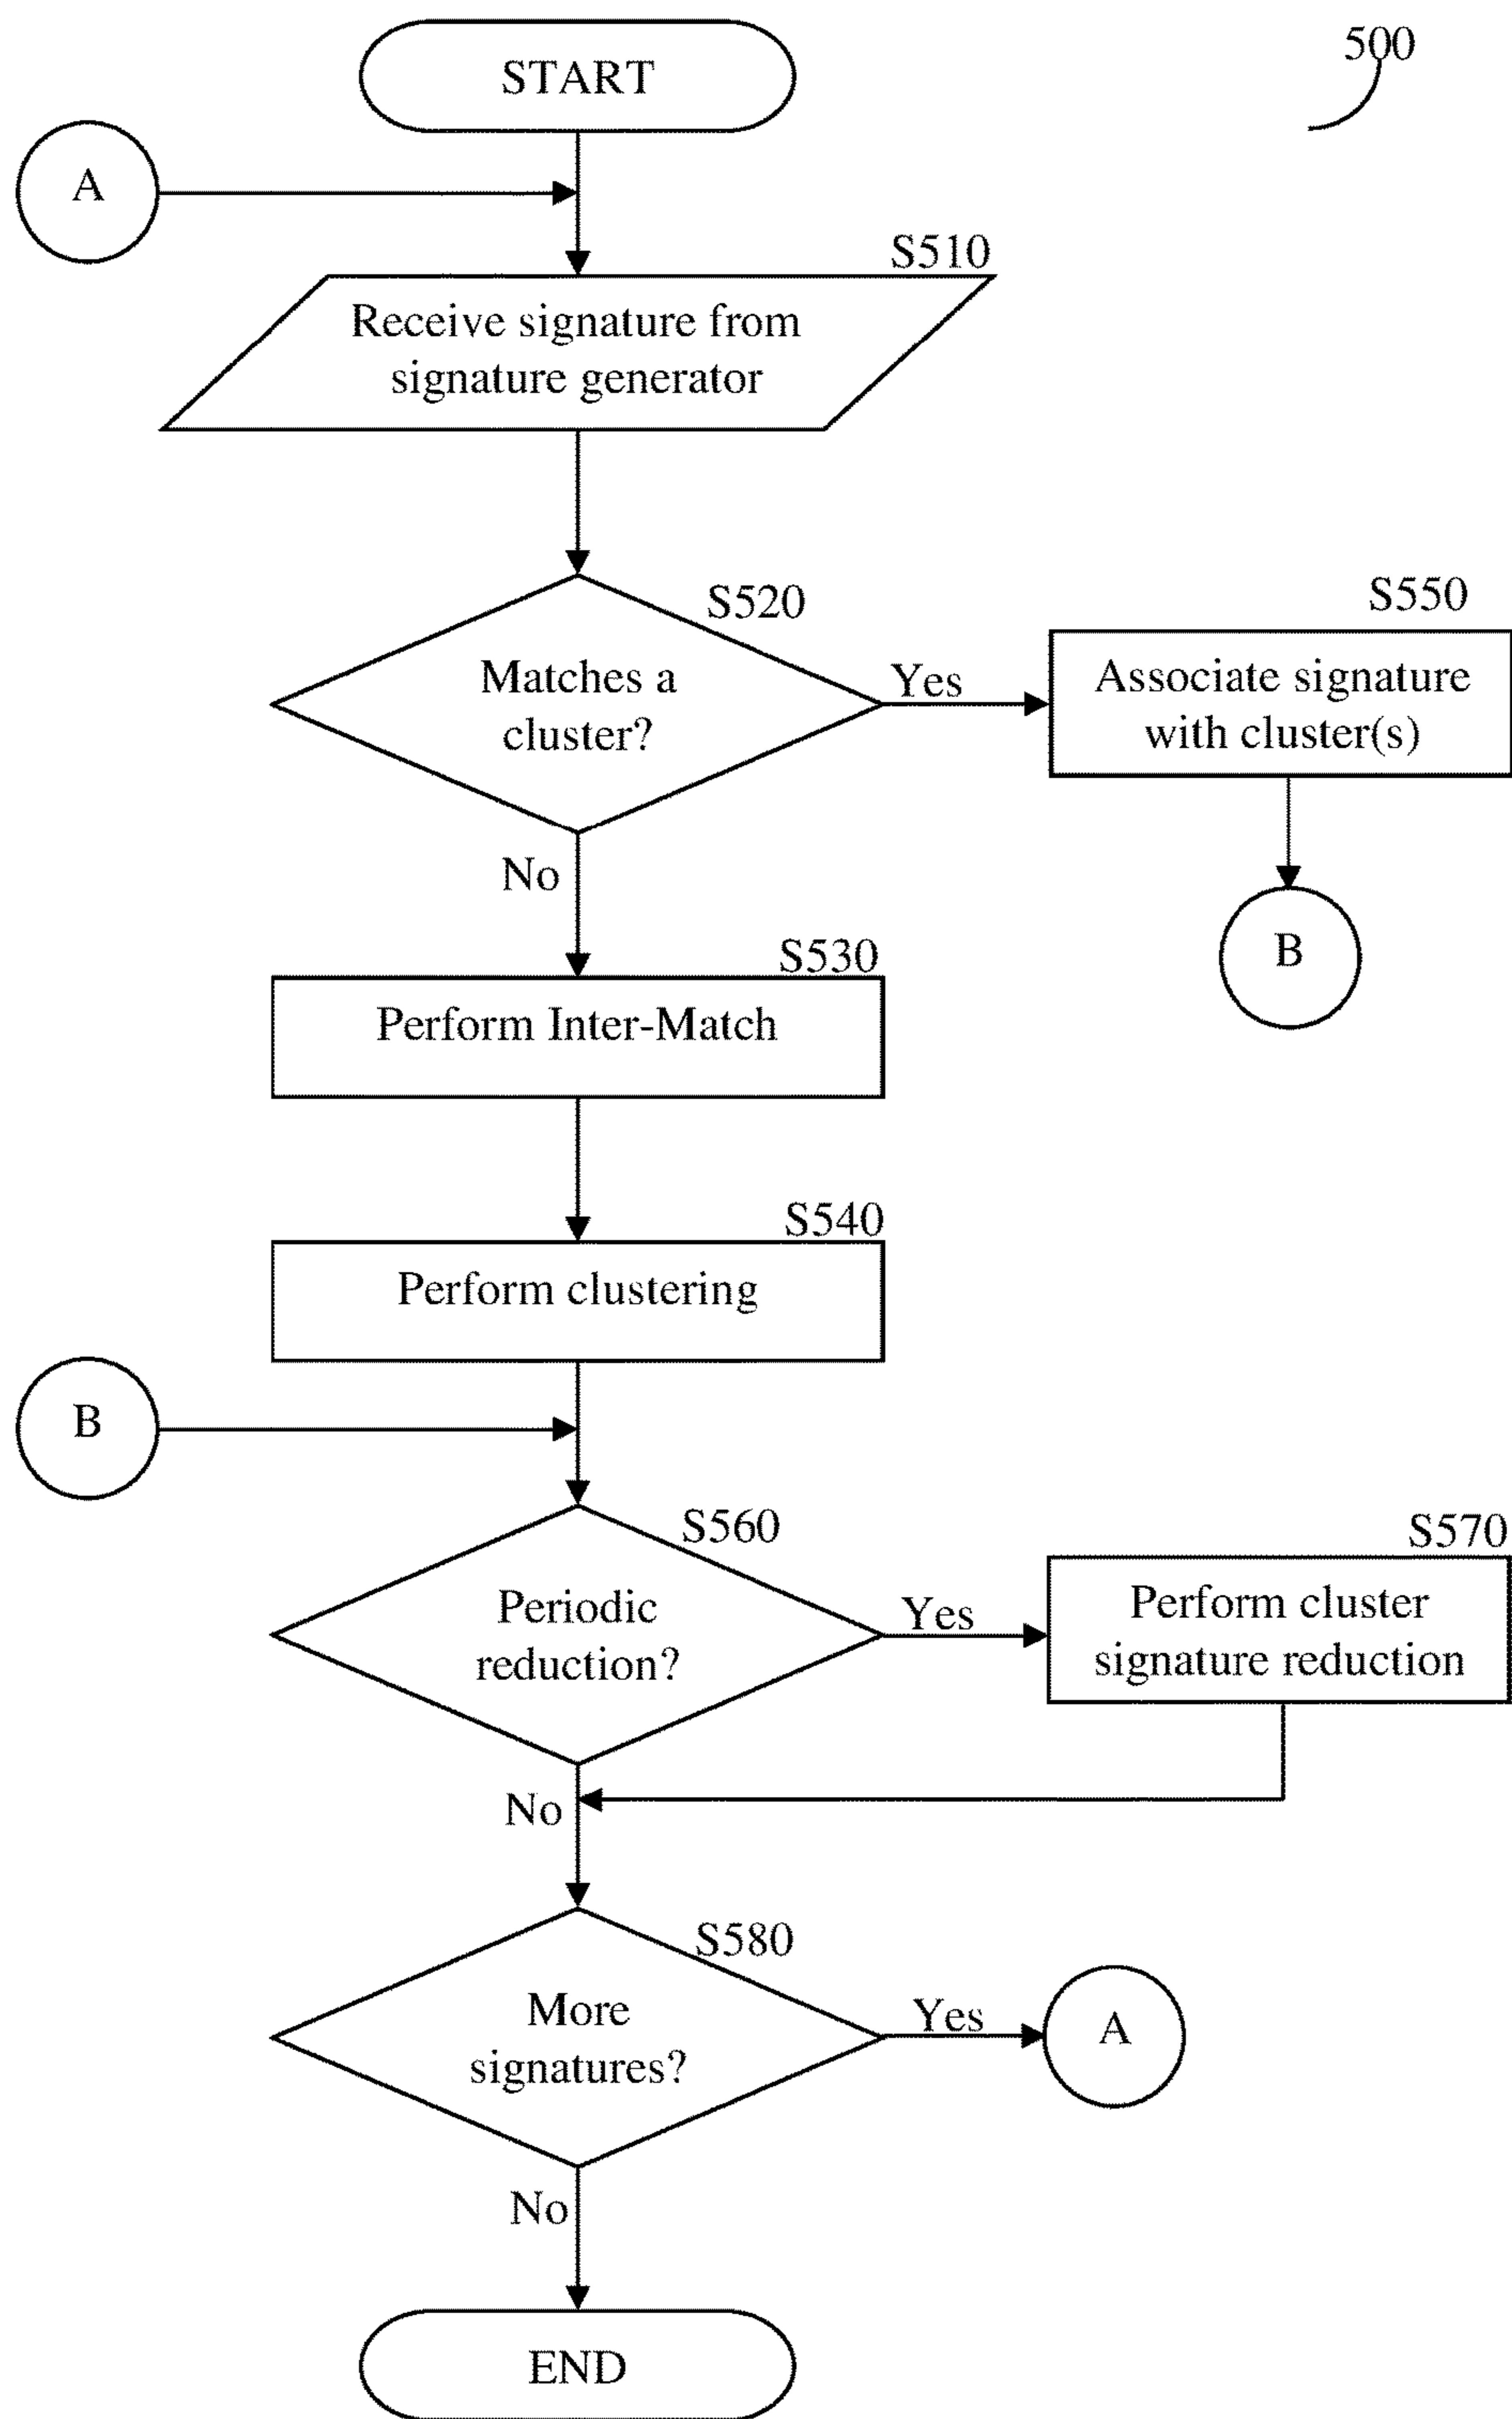 START
500
A
S510
Receive signature from
signature generator
S520
Matches a
cluster?
Yes
S550
Associate signature
with cluster(s)
No
B
S530
Perform Inter-Match
S540
Perform clustering
B
S560
Periodic
reduction?
Yes
S570
Perform cluster
signature reduction
No
S580
More
signatures?
Yes
A
No
END